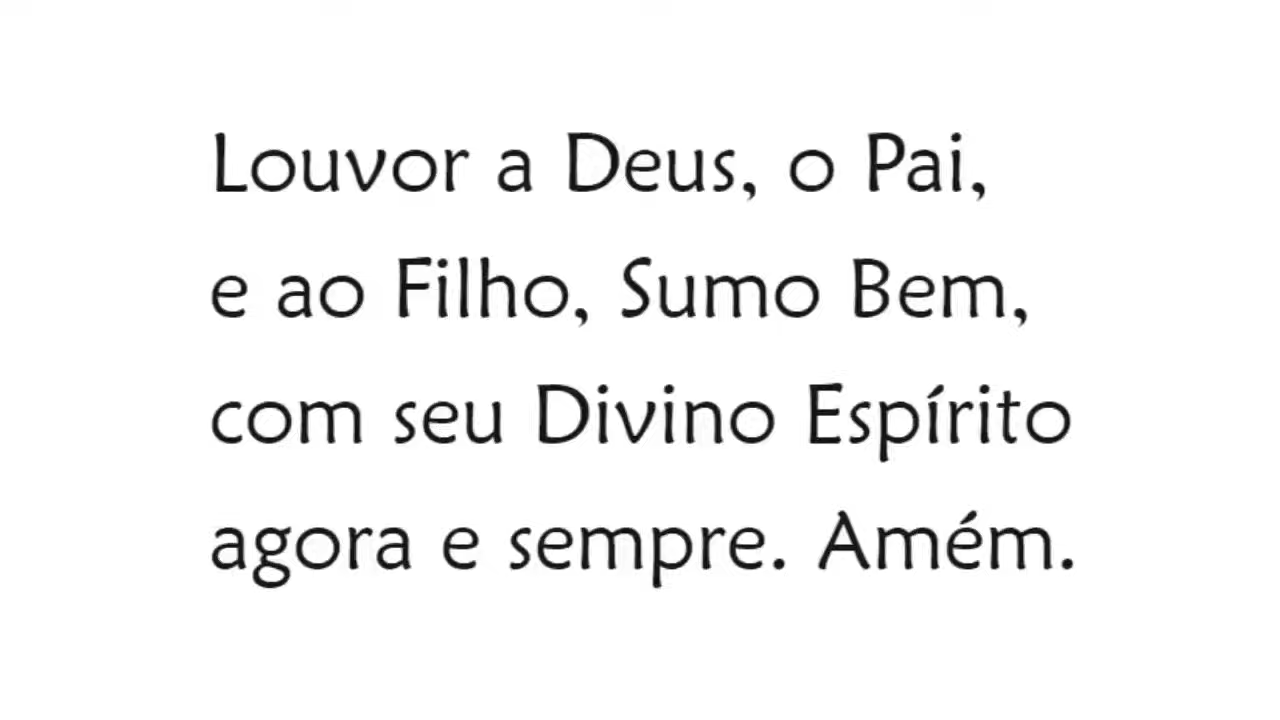 Louvor a Deus, o Pai,
e ao Filho, Sumo Bem,
com seu Divino Espírito
agora e sempre. Amém.